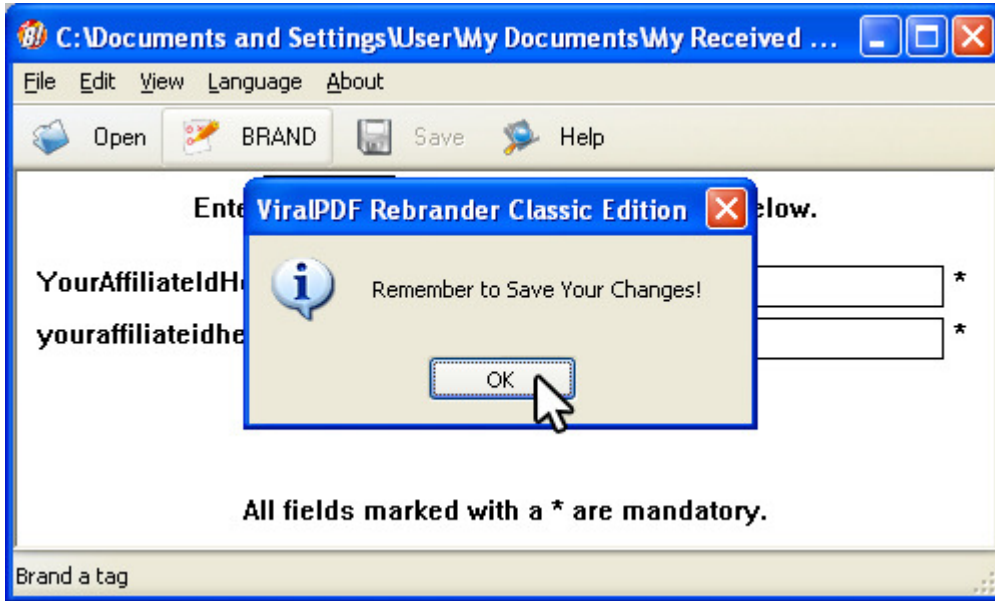 C:\Documents and Settings\User\My Documents\My Received ...
File Edit View Language About
Open BRAND Save Help
Ente
elow.
ViralPDF Rebrander Classic Edition
YourAffiliateIdH
*
Remember to Save Your Changes!
youraffiliateidhe
*
OK
All fields marked with a * are mandatory.
Brand a tag